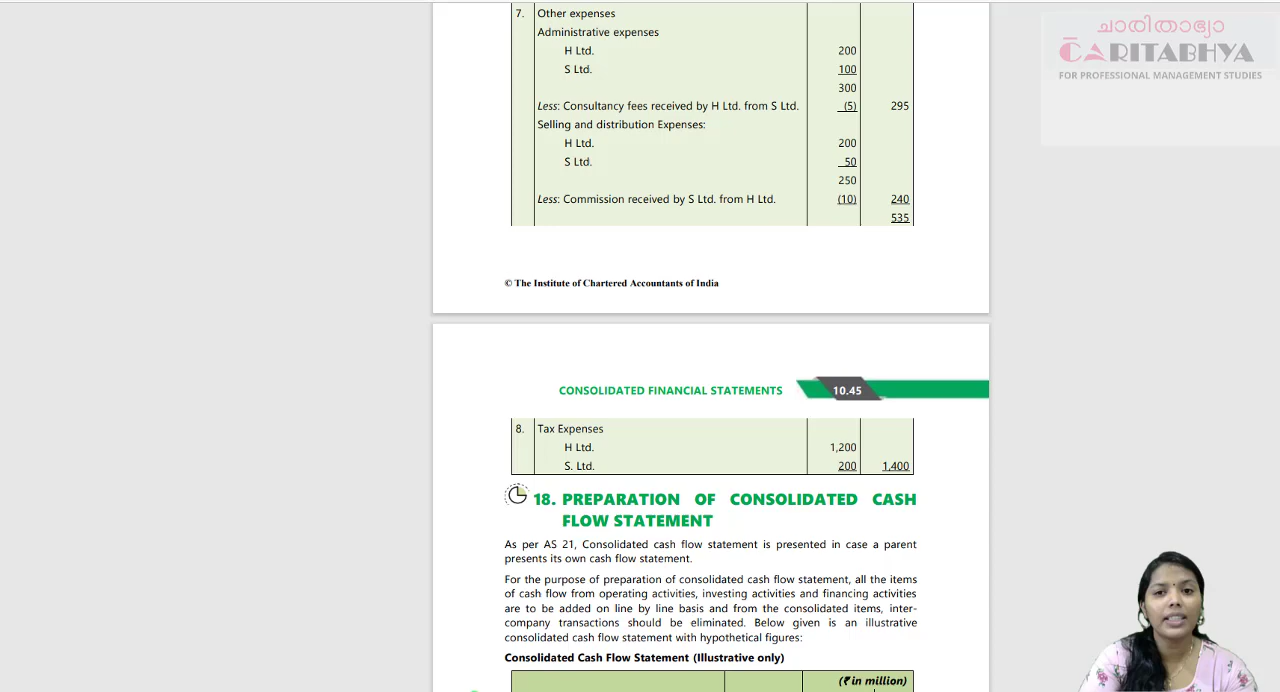 7. Other expenses
Administrative expenses
H Ltd. 200
S Ltd. 100
300
Less: Consultancy fees received by H Ltd. from S Ltd. (5) 295
Selling and distribution Expenses:
H Ltd. 200
S Ltd. 50
250
Less: Commission received by S Ltd. from H Ltd. (10) 240
535
© The Institute of Chartered Accountants of India
ചാരിതാഭ്യാ
CARITABHYA
FOR PROFESSIONAL MANAGEMENT STUDIES
CONSOLIDATED FINANCIAL STATEMENTS 10.45
8. Tax Expenses
H Ltd. 1,200
S. Ltd. 200 1,400
18. PREPARATION OF CONSOLIDATED CASH
FLOW STATEMENT
As per AS 21, Consolidated cash flow statement is presented in case a parent
presents its own cash flow statement.
For the purpose of preparation of consolidated cash flow statement, all the items
of cash flow from operating activities, investing activities and financing activities
are to be added on line by line basis and from the consolidated items, inter-
company transactions should be eliminated. Below given is an illustrative
consolidated cash flow statement with hypothetical figures:
Consolidated Cash Flow Statement (Illustrative only)
(₹ in million)